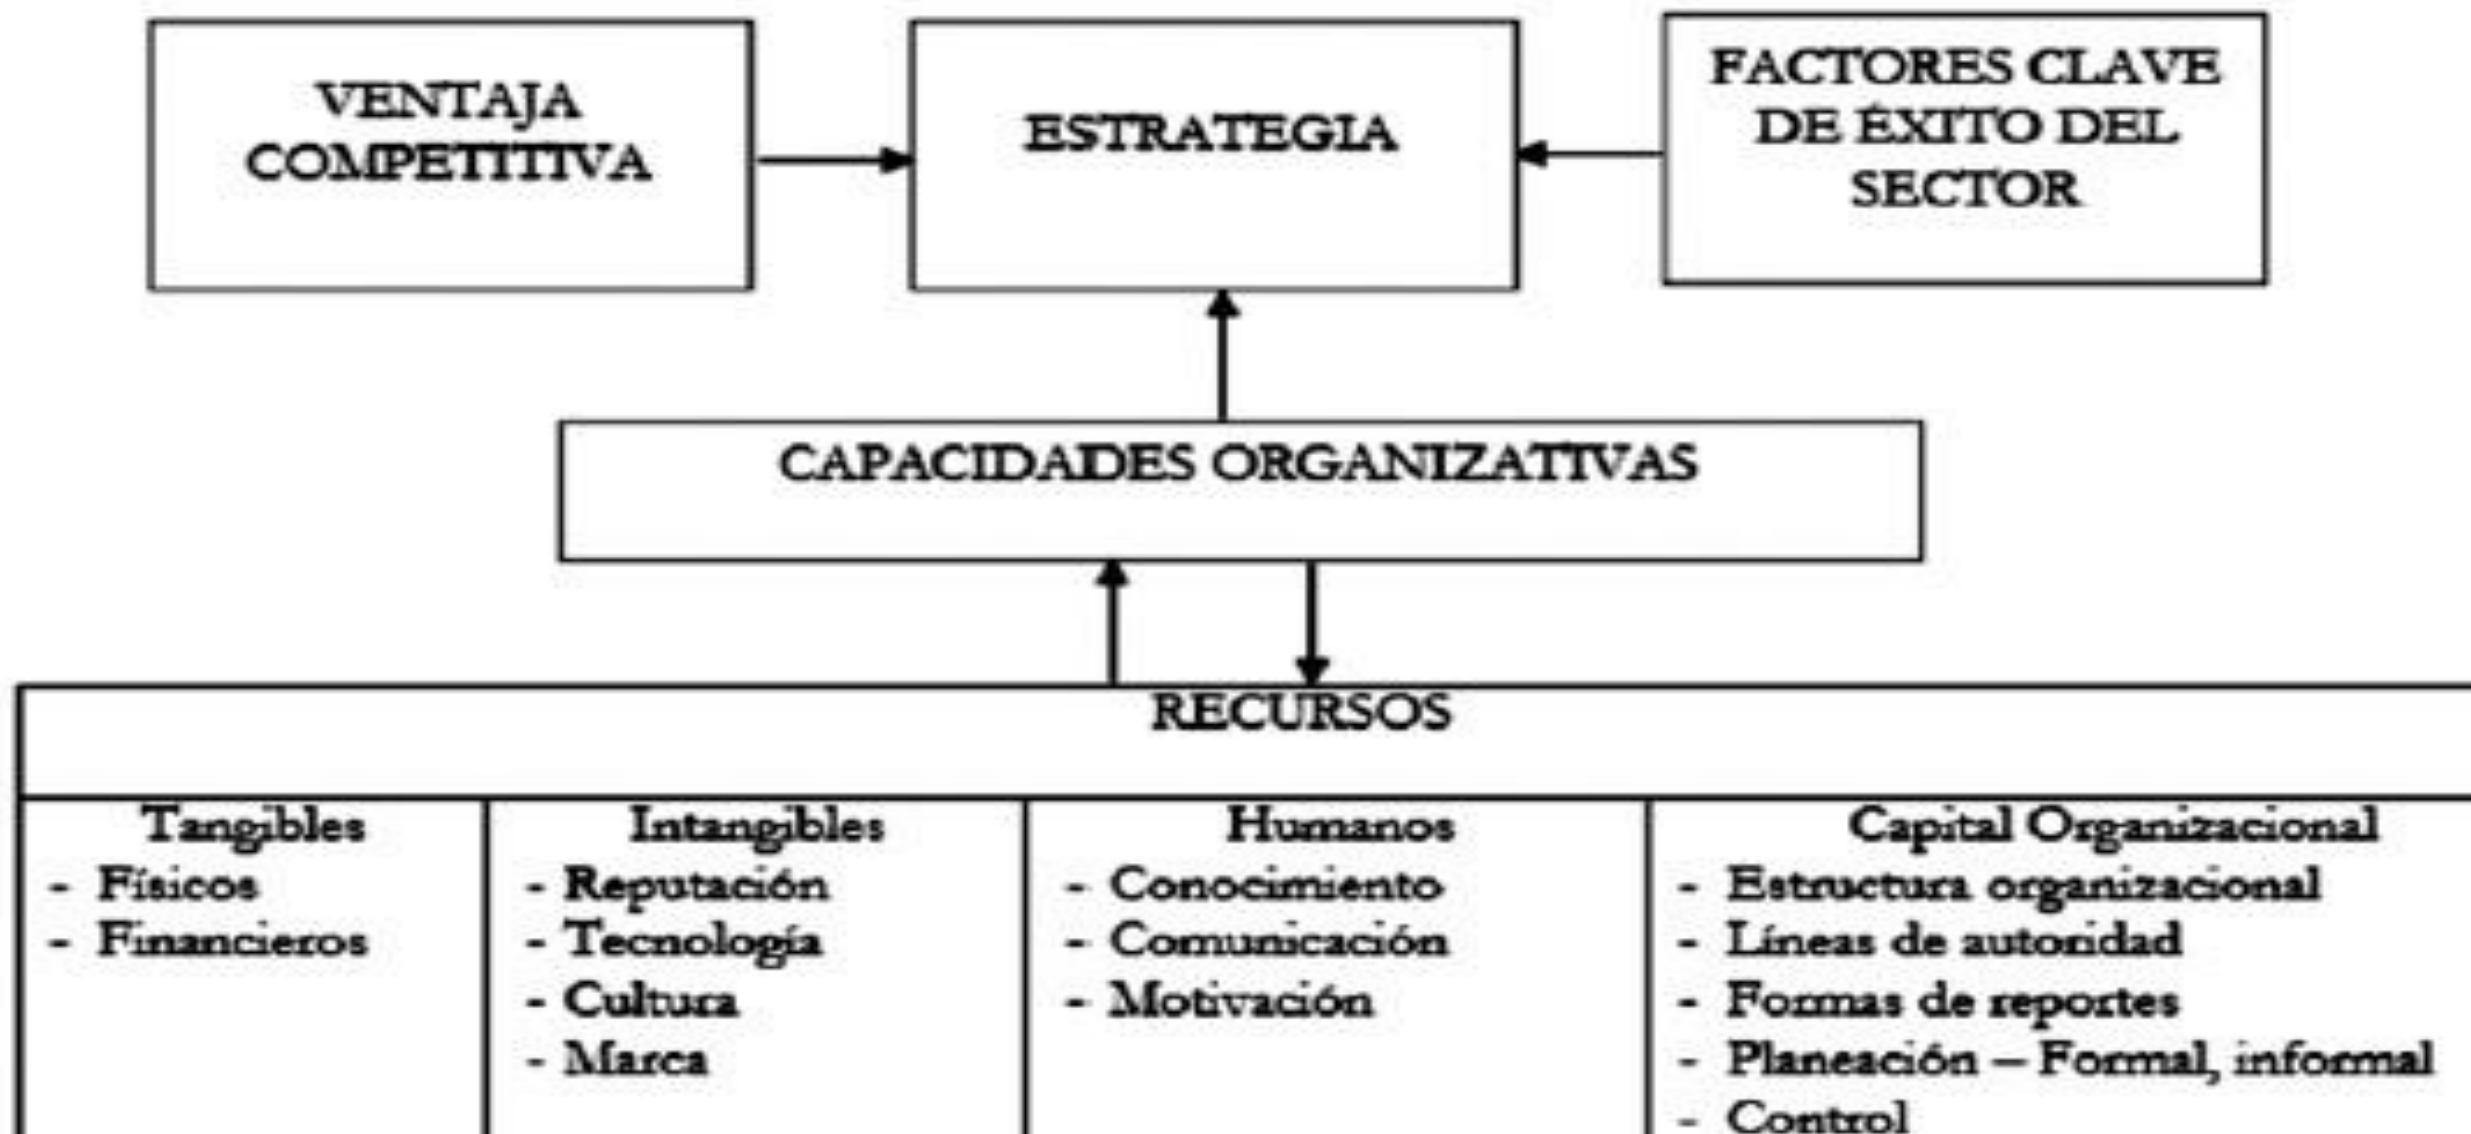 VENTAJA
COMPETITIVA
ESTRATEGIA
FACTORES CLAVE
DE ÉXITO DEL
SECTOR
CAPACIDADES ORGANIZATIVAS
RECURSOS
Tangibles
- Físicos
- Financieros
Intangibles
- Reputación
- Tecnología
- Cultura
- Marca
Humanos
- Conocimiento
- Comunicación
- Motivación
Capital Organizacional
- Estructura organizacional
- Líneas de autoridad
- Formas de reportes
- Planeación – Formal, informal
- Control